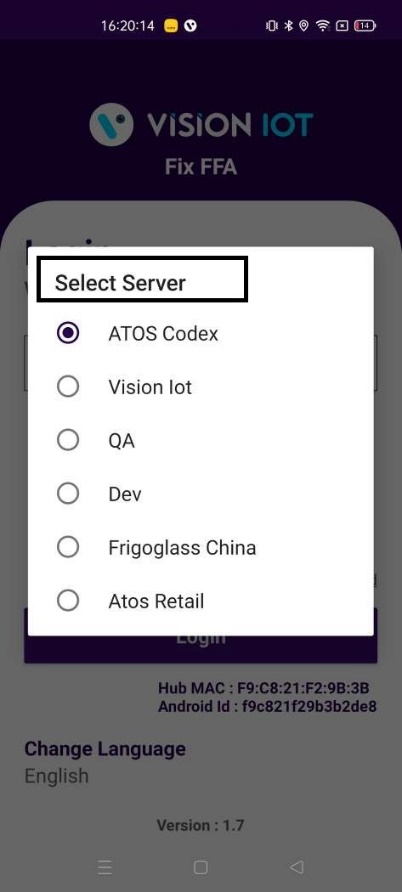 16:20:14
14
VISION IOT
Fix FFA
Select Server
ATOS Codex
Vision Iot
QA
Dev
Frigoglass China
Atos Retail
Login
Hub MAC : F9:C8:21:F2:9B:3B
Android Id : f9c821f29b3b2de8
Change Language
English
Version : 1.7